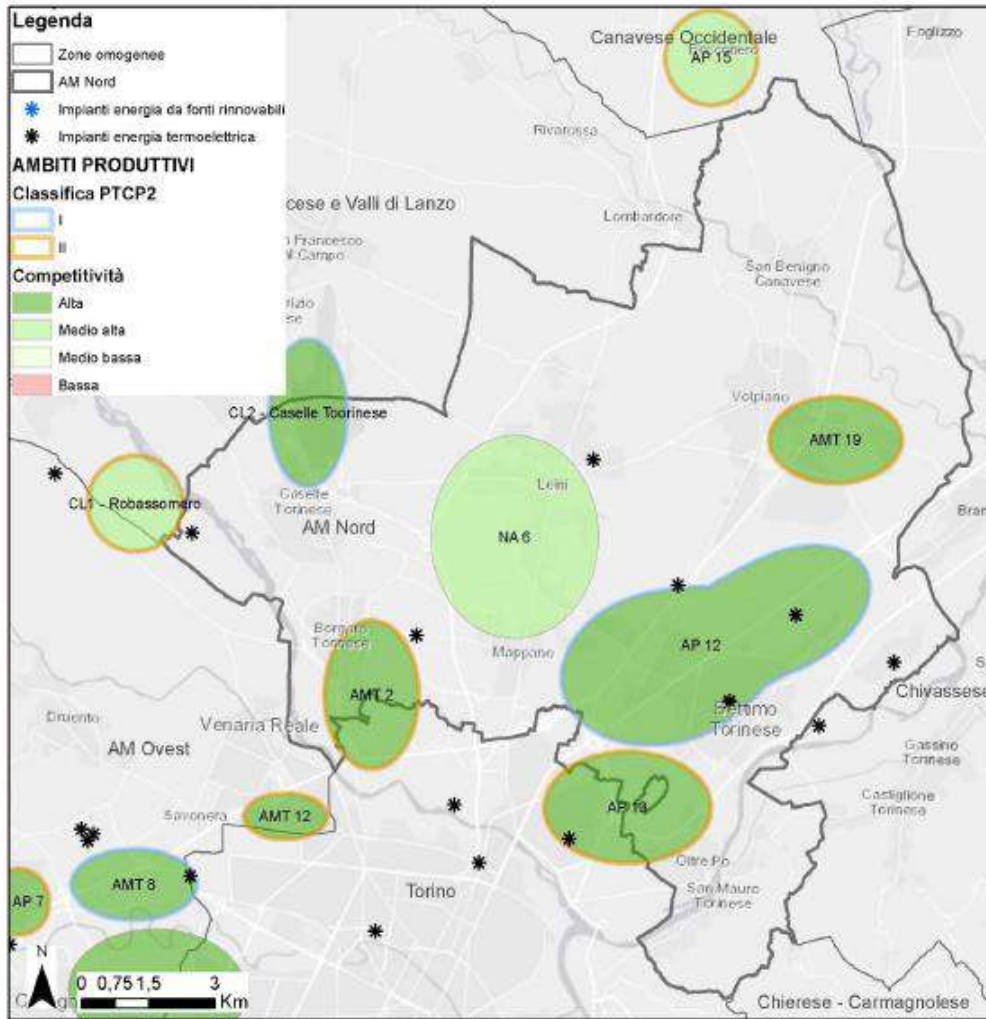 Legenda
Zone omogenee
AM Nord
Impianti energia da fonti rinnovabili
Impianti energia termoelettrica
AMBITI PRODUTTIVI
Classifica PTCP2
I
II
Competitività
Alta
Medio alta
Medio bassa
Bassa
Canavese Occidentale
AP 15
Foglizzo
Rivarossa
cese e Valli di Lanzo
Lombardore
San Benigno
Canavese
CL2 - Caselle Toorinese
Volpiano
AMT 19
Leini
CL1 - Robassomero
Caselle
Torinese
AM Nord
NA 6
Borgaro
Torinese
Mappano
AP 12
AMT 2
Settimo
Torinese
Chivassese
Druento
Venaria Reale
AM Ovest
Gassino
Torinese
Castiglione
Torinese
Savonera
AMT 12
AP 13
Oltre Po
AMT 8
AP 7
Torino
San Mauro
Torinese
N
0 0,75 1,5 3
Km
Chierese - Carmagnolese